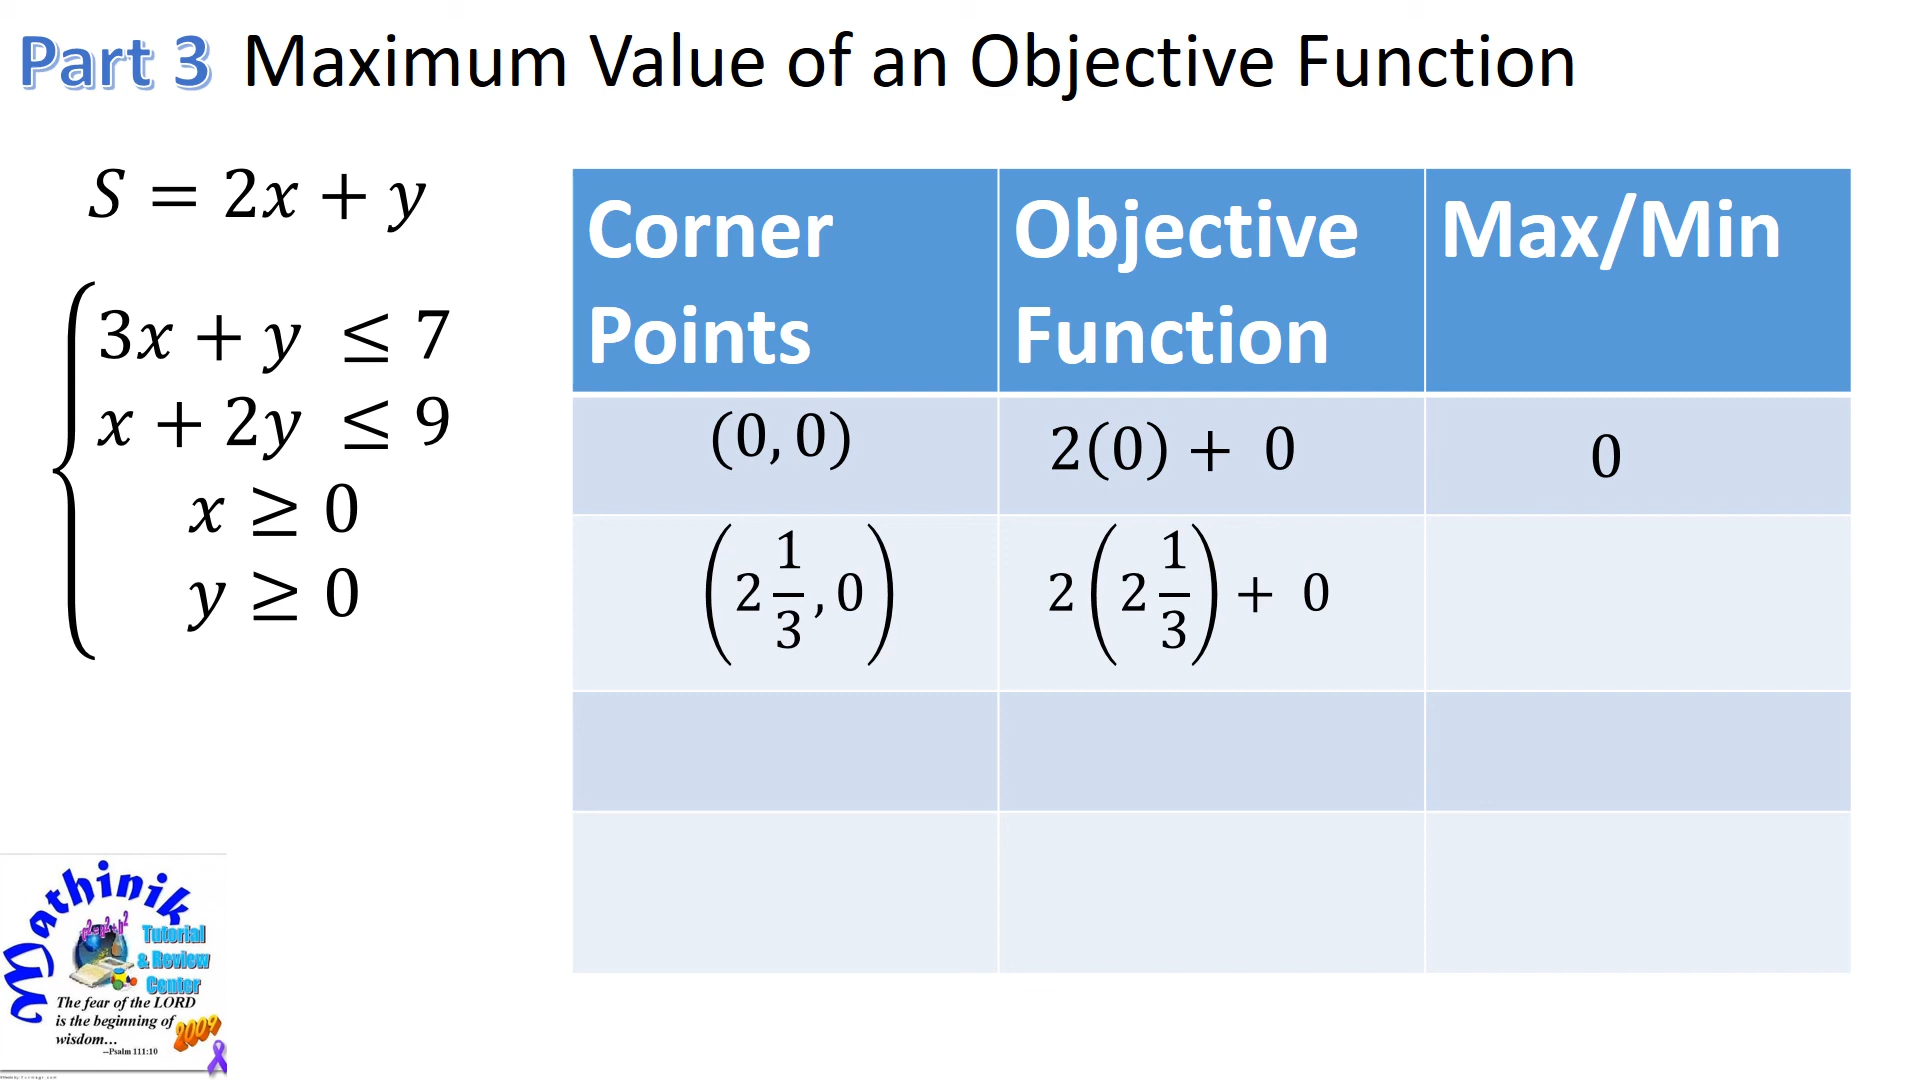 Part 3 Maximum Value of an Objective Function
S = 2x + y
3x + y ≤ 7
x + 2y ≤ 9
x ≥ 0
y ≥ 0
Corner Points
Objective Function
Max/Min
(0, 0)
2(0) + 0
0
(2 1/3, 0)
2(2 1/3) + 0
Mathinik
Tutorial
& Review
Center
The fear of the LORD
is the beginning of
wisdom...
--Psalm 111:10
2009